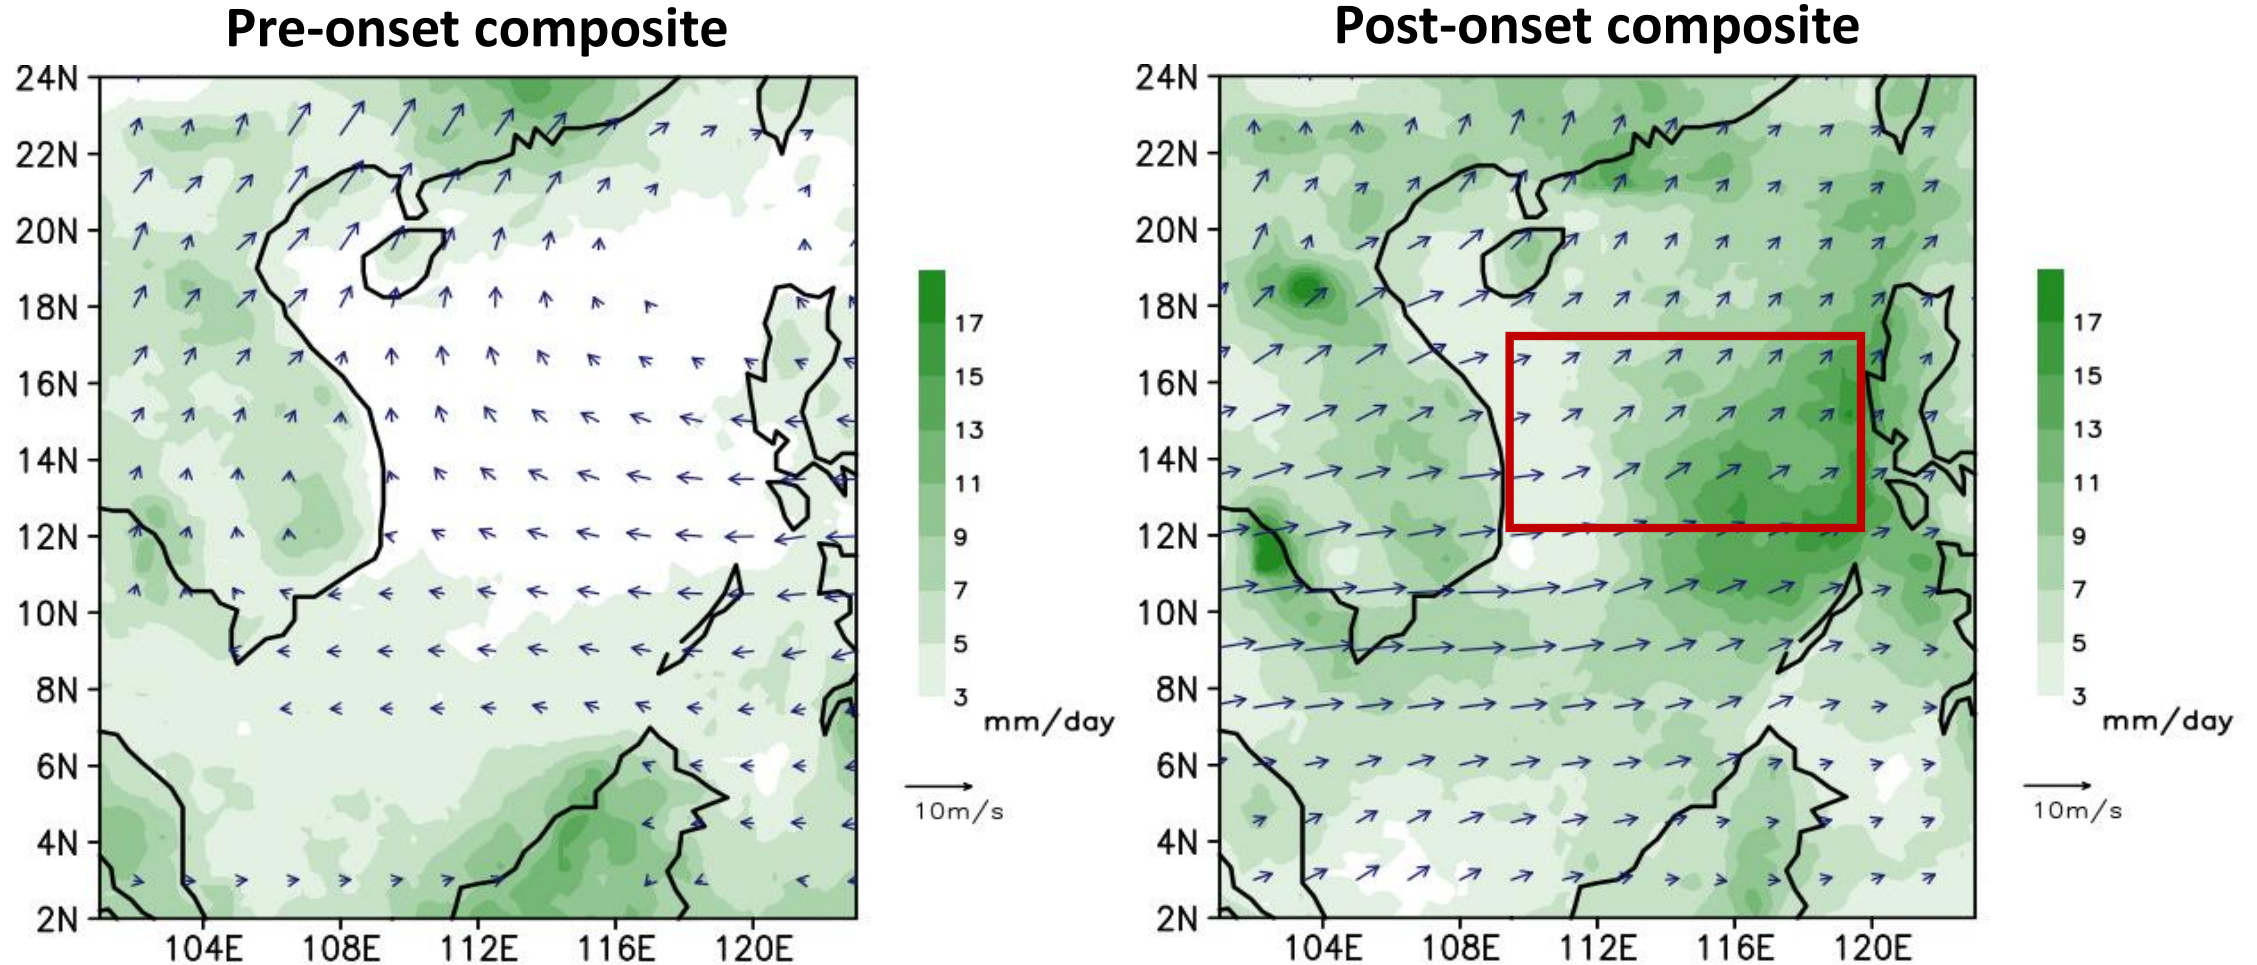 Pre-onset composite
24N
22N
20N
18N
16N
14N
12N
10N
8N
6N
4N
2N
104E 108E 112E 116E 120E
17
15
13
11
9
7
5
3
mm/day
10m/s
Post-onset composite
24N
22N
20N
18N
16N
14N
12N
10N
8N
6N
4N
2N
104E 108E 112E 116E 120E
17
15
13
11
9
7
5
3
mm/day
10m/s